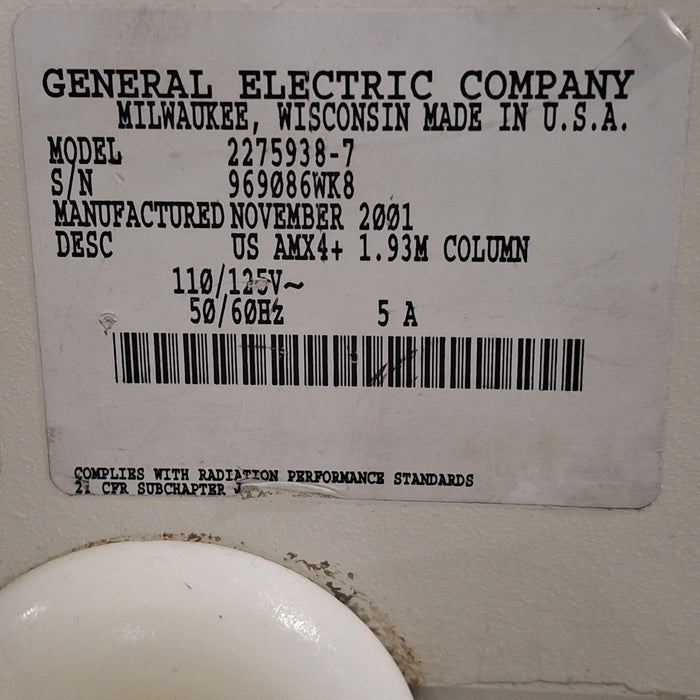 GENERAL ELECTRIC COMPANY
MILWAUKEE, WISCONSIN MADE IN U.S.A.
MODEL 2275938-7
S/N 969086WK8
MANUFACTURED NOVEMBER 2001
DESC US AMX4+ 1.93M COLUMN
110/125V~
50/60Hz 5 A
COMPLIES WITH RADIATION PERFORMANCE STANDARDS
21 CFR SUBCHAPTER J